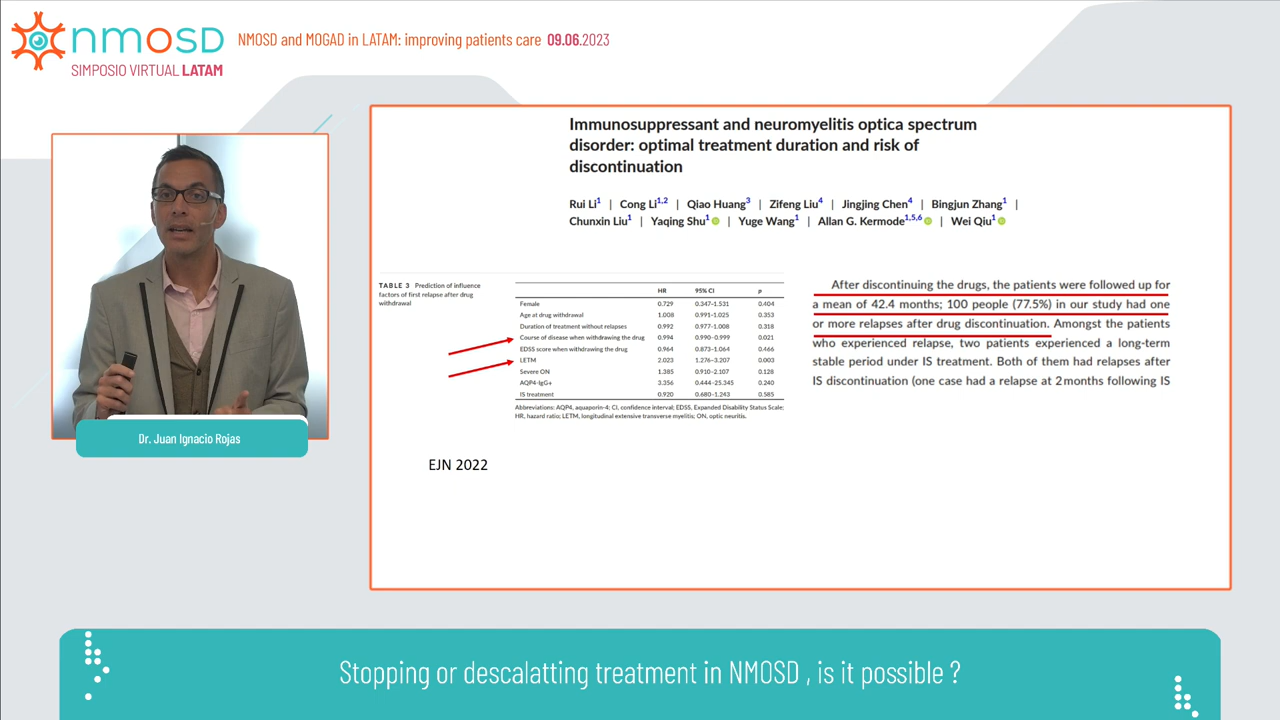 nmosd
SIMPOSIO VIRTUAL LATAM
NMOSD and MOGAD in LATAM: improving patients care 09.06.2023
Immunosuppressant and neuromyelitis optica spectrum
disorder: optimal treatment duration and risk of
discontinuation
Rui Li1 | Cong Li1,2 | Qiao Huang3 | Zifeng Liu4 | Jingjing Chen4 | Bingjun Zhang1 |
Chunxin Liu1 | Yaqing Shu1 | Yuge Wang1 | Allan G. Kermode1,5,6 | Wei Qiu1
TABLE 3 Prediction of influence
factors of first relapse after drug
withdrawal
HR 95% CI p
Female 0.729 0.347–1.531 0.404
Age at drug withdrawal 1.008 0.991–1.025 0.353
Duration of treatment without relapses 0.992 0.977–1.008 0.318
Course of disease when withdrawing the drug 0.994 0.990–0.999 0.021
EDSS score when withdrawing the drug 0.964 0.873–1.064 0.466
LETM 2.023 1.276–3.207 0.003
Severe ON 1.385 0.910–2.107 0.128
AQP4-IgG+ 3.356 0.444–25.345 0.240
IS treatment 0.920 0.680–1.243 0.585
Abbreviations: AQP4, aquaporin-4; CI, confidence interval; EDSS, Expanded Disability Status Scale;
HR, hazard ratio; LETM, longitudinal extensive transverse myelitis; ON, optic neuritis.
After discontinuing the drugs, the patients were followed up for
a mean of 42.4 months; 100 people (77.5%) in our study had one
or more relapses after drug discontinuation. Amongst the patients
who experienced relapse, two patients experienced a long-term
stable period under IS treatment. Both of them had relapses after
IS discontinuation (one case had a relapse at 2 months following IS
EJN 2022
Dr. Juan Ignacio Rojas
Stopping or descalatting treatment in NMOSD , is it possible ?